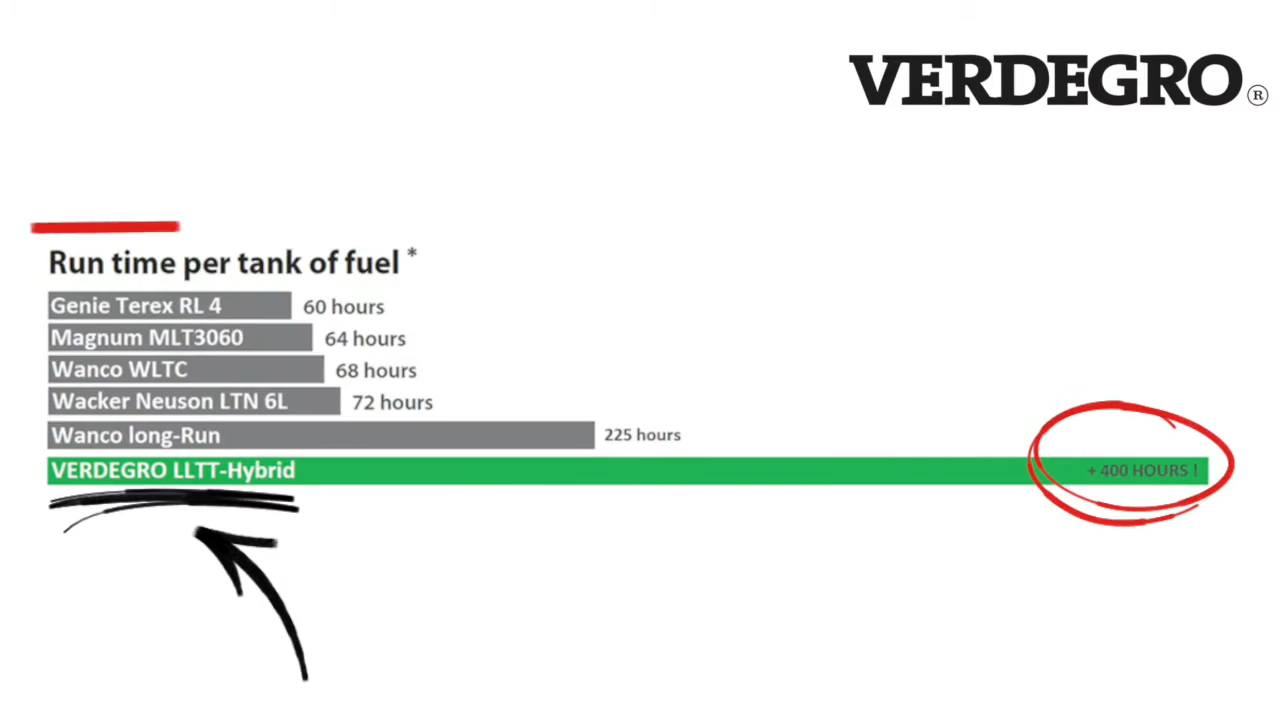 VERDEGRO ®
Run time per tank of fuel *
Genie Terex RL 4 60 hours
Magnum MLT3060 64 hours
Wanco WLTC 68 hours
Wacker Neuson LTN 6L 72 hours
Wanco long-Run 225 hours
VERDEGRO LLTT-Hybrid + 400 HOURS !